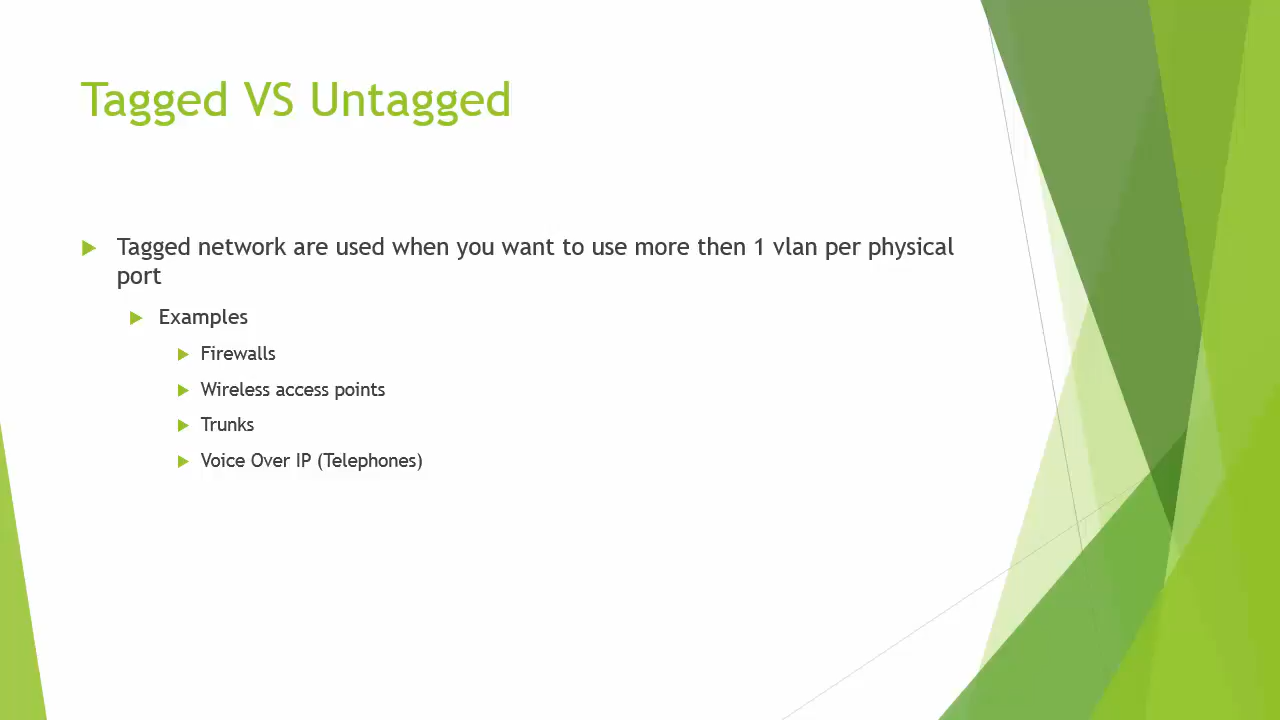 Tagged VS Untagged
Tagged network are used when you want to use more then 1 vlan per physical
port
Examples
Firewalls
Wireless access points
Trunks
Voice Over IP (Telephones)